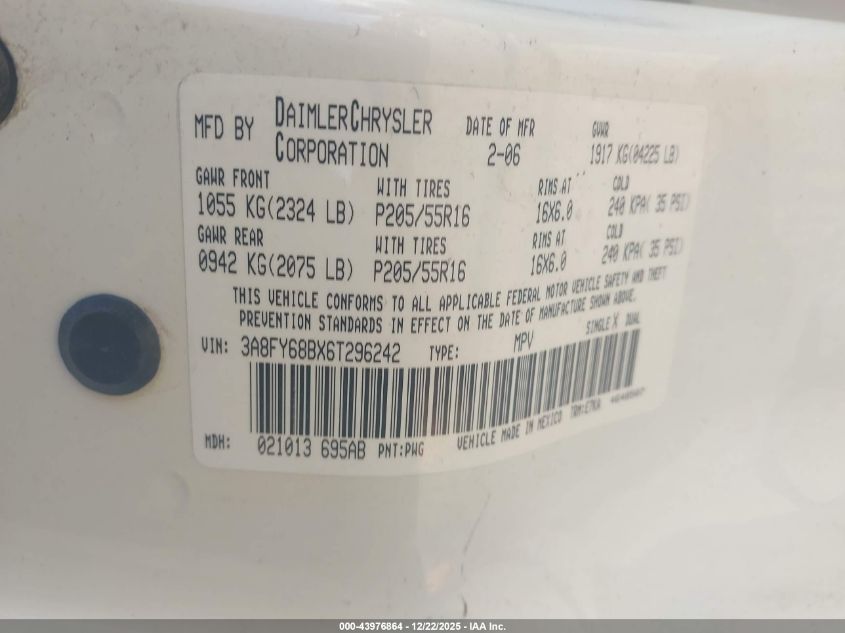 MFD BY DAIMLERCHRYSLER CORPORATION DATE OF MFR 2-06 GVWR 1917 KG(04225 LB)
GAWR FRONT WITH TIRES RIMS AT COLD
1055 KG(2324 LB) P205/55R16 16X6.0 240 KPA( 35 PSI)
GAWR REAR WITH TIRES RIMS AT COLD
0942 KG(2075 LB) P205/55R16 16X6.0 240 KPA( 35 PSI)
THIS VEHICLE CONFORMS TO ALL APPLICABLE FEDERAL MOTOR VEHICLE SAFETY AND THEFT
PREVENTION STANDARDS IN EFFECT ON THE DATE OF MANUFACTURE SHOWN ABOVE.
VIN: 3A8FY68BX6T296242 TYPE: MPV SINGLE X DUAL
MDH: 021013 695AB PNT:PWG VEHICLE MADE IN MEXICO TRM:E7KA
000-43976864 - 12/22/2025 - IAA Inc.